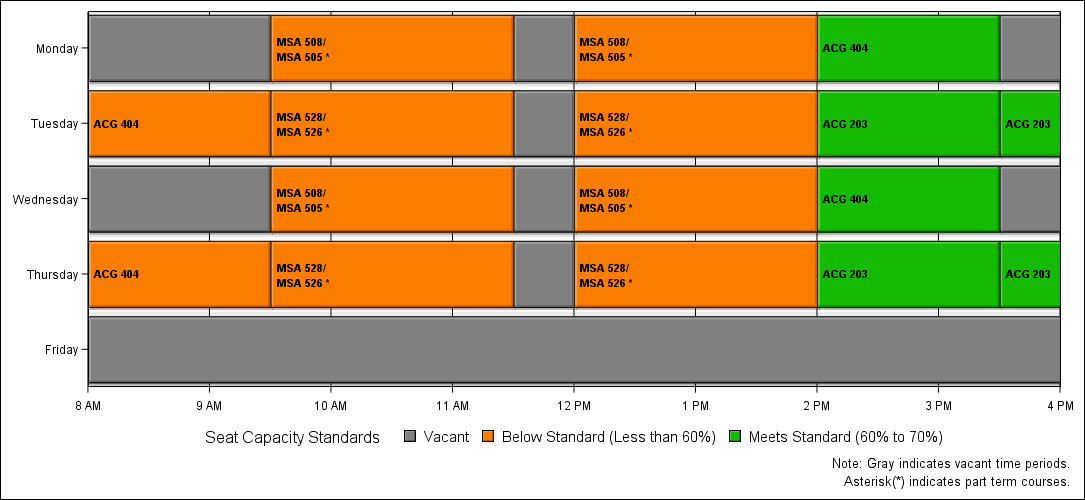 Monday
MSA 508/
MSA 505 *
MSA 508/
MSA 505 *
ACG 404
Tuesday
ACG 404
MSA 528/
MSA 526 *
MSA 528/
MSA 526 *
ACG 203
ACG 203
Wednesday
MSA 508/
MSA 505 *
MSA 508/
MSA 505 *
ACG 404
Thursday
ACG 404
MSA 528/
MSA 526 *
MSA 528/
MSA 526 *
ACG 203
ACG 203
Friday
8 AM 9 AM 10 AM 11 AM 12 PM 1 PM 2 PM 3 PM 4 PM
Seat Capacity Standards Vacant Below Standard (Less than 60%) Meets Standard (60% to 70%)
Note: Gray indicates vacant time periods.
Asterisk(*) indicates part term courses.